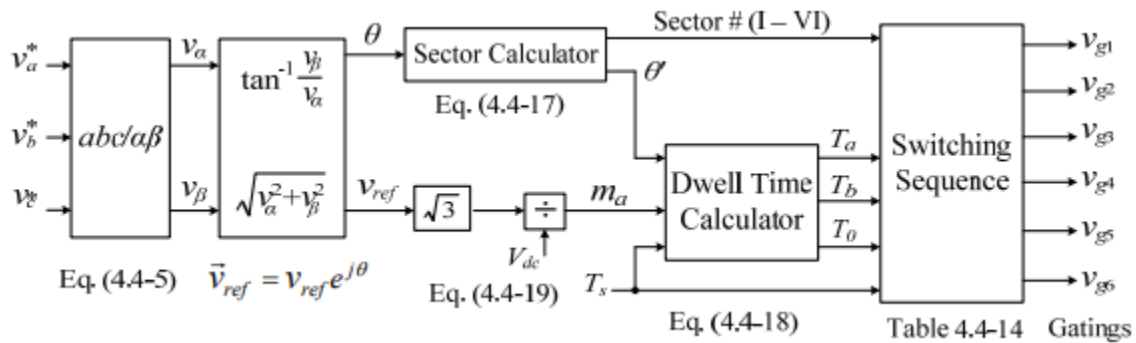 v*a
v*b
v*c
abc/αβ
Eq. (4.4-5)
vα
vβ
tan⁻¹ vβ/vα
√(v²α+v²β)
v⃗ref = vref e^jθ
θ
vref
Sector Calculator
Eq. (4.4-17)
Sector # (I – VI)
θ'
√3
÷
Vdc
Eq. (4.4-19)
ma
Ts
Dwell Time
Calculator
Eq. (4.4-18)
Ta
Tb
T0
Switching
Sequence
Table 4.4-14
vg1
vg2
vg3
vg4
vg5
vg6
Gatings